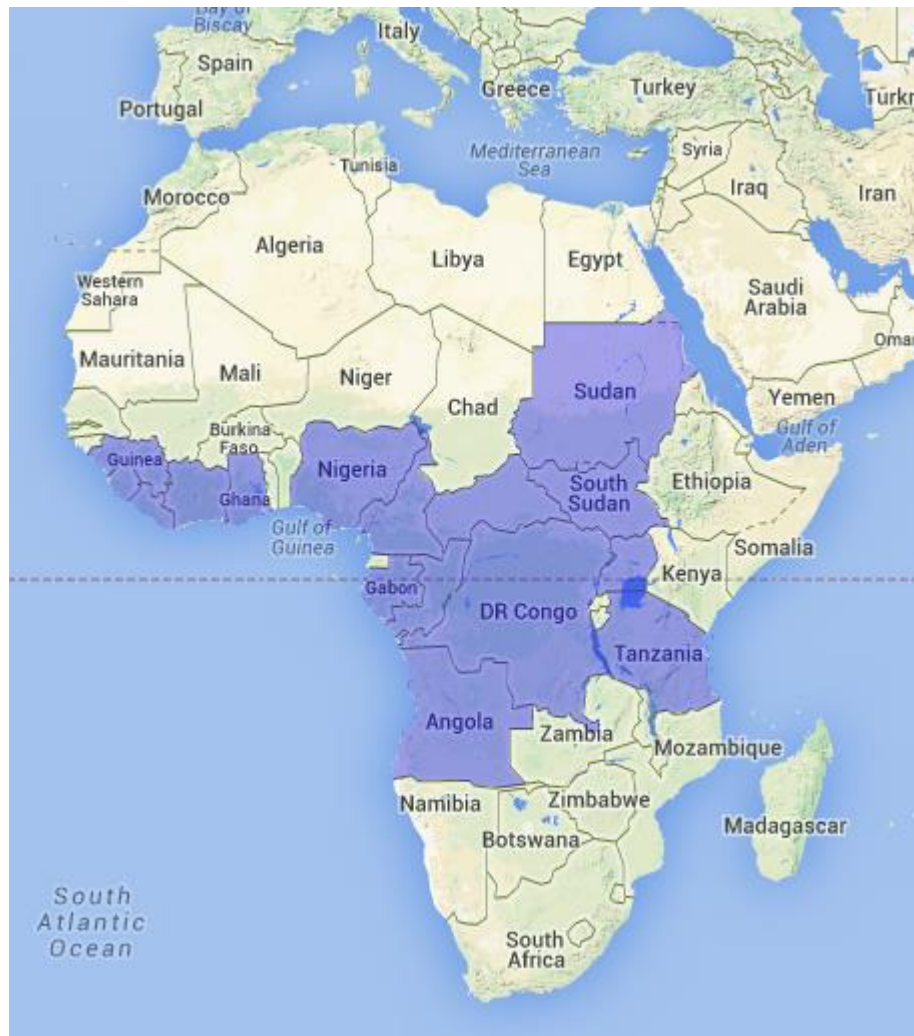 Bay of
Biscay
Italy
Spain
Portugal
Greece
Turkey
Türkr
Mediterranean
Sea
Syria
Iraq
Iran
Tunisia
Morocco
Algeria
Libya
Egypt
Saudi
Arabia
Western
Sahara
Oman
Mauritania
Mali
Niger
Chad
Sudan
Yemen
Gulf of
Aden
Burkina
Faso
Guinea
Ghana
Nigeria
South
Sudan
Ethiopia
Gulf of
Guinea
Somalia
Kenya
Gabon
DR Congo
Tanzania
Angola
Zambia
Mozambique
Namibia
Zimbabwe
Botswana
Madagascar
South
Atlantic
Ocean
South
Africa